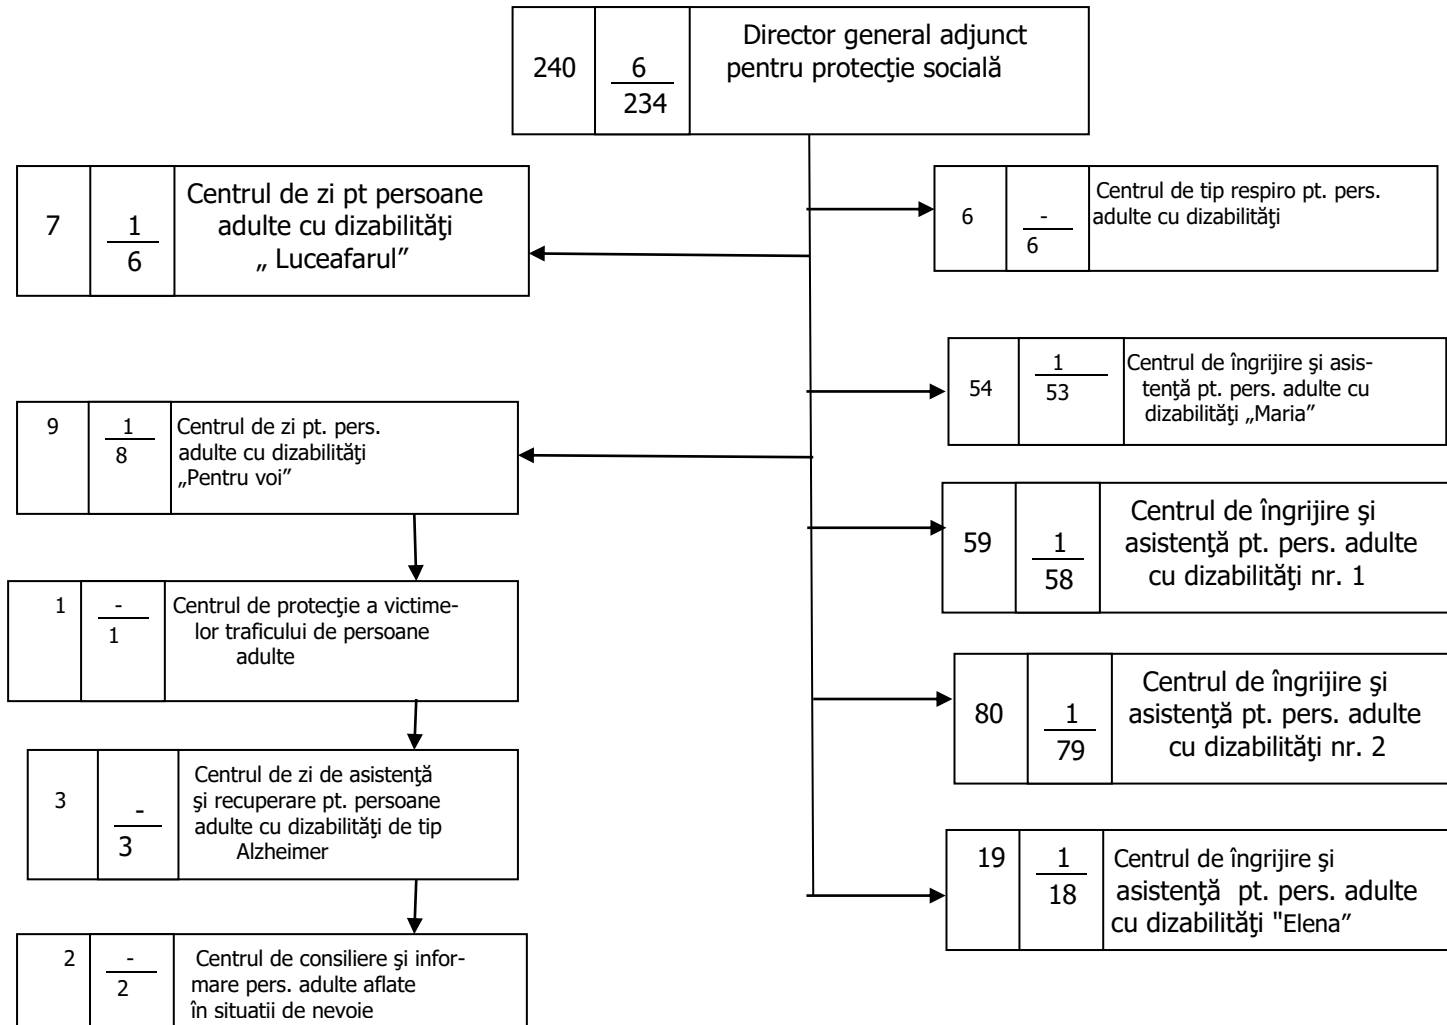 240
6
234
Director general adjunct
pentru protecţie socială
7
1
6
Centrul de zi pt persoane
adulte cu dizabilităţi
„ Luceafarul”
6
-
6
Centrul de tip respiro pt. pers.
adulte cu dizabilităţi
54
1
53
Centrul de îngrijire şi asis-
tenţă pt. pers. adulte cu
dizabilităţi „Maria”
9
1
8
Centrul de zi pt. pers.
adulte cu dizabilităţi
„Pentru voi”
59
1
58
Centrul de îngrijire şi
asistenţă pt. pers. adulte
cu dizabilităţi nr. 1
1
-
1
Centrul de protecţie a victime-
lor traficului de persoane
adulte
80
1
79
Centrul de îngrijire şi
asistenţă pt. pers. adulte
cu dizabilităţi nr. 2
3
-
3
Centrul de zi de asistenţă
şi recuperare pt. persoane
adulte cu dizabilităţi de tip
Alzheimer
19
1
18
Centrul de îngrijire şi
asistenţă pt. pers. adulte
cu dizabilităţi "Elena”
2
-
2
Centrul de consiliere şi infor-
mare pers. adulte aflate
în situatii de nevoie